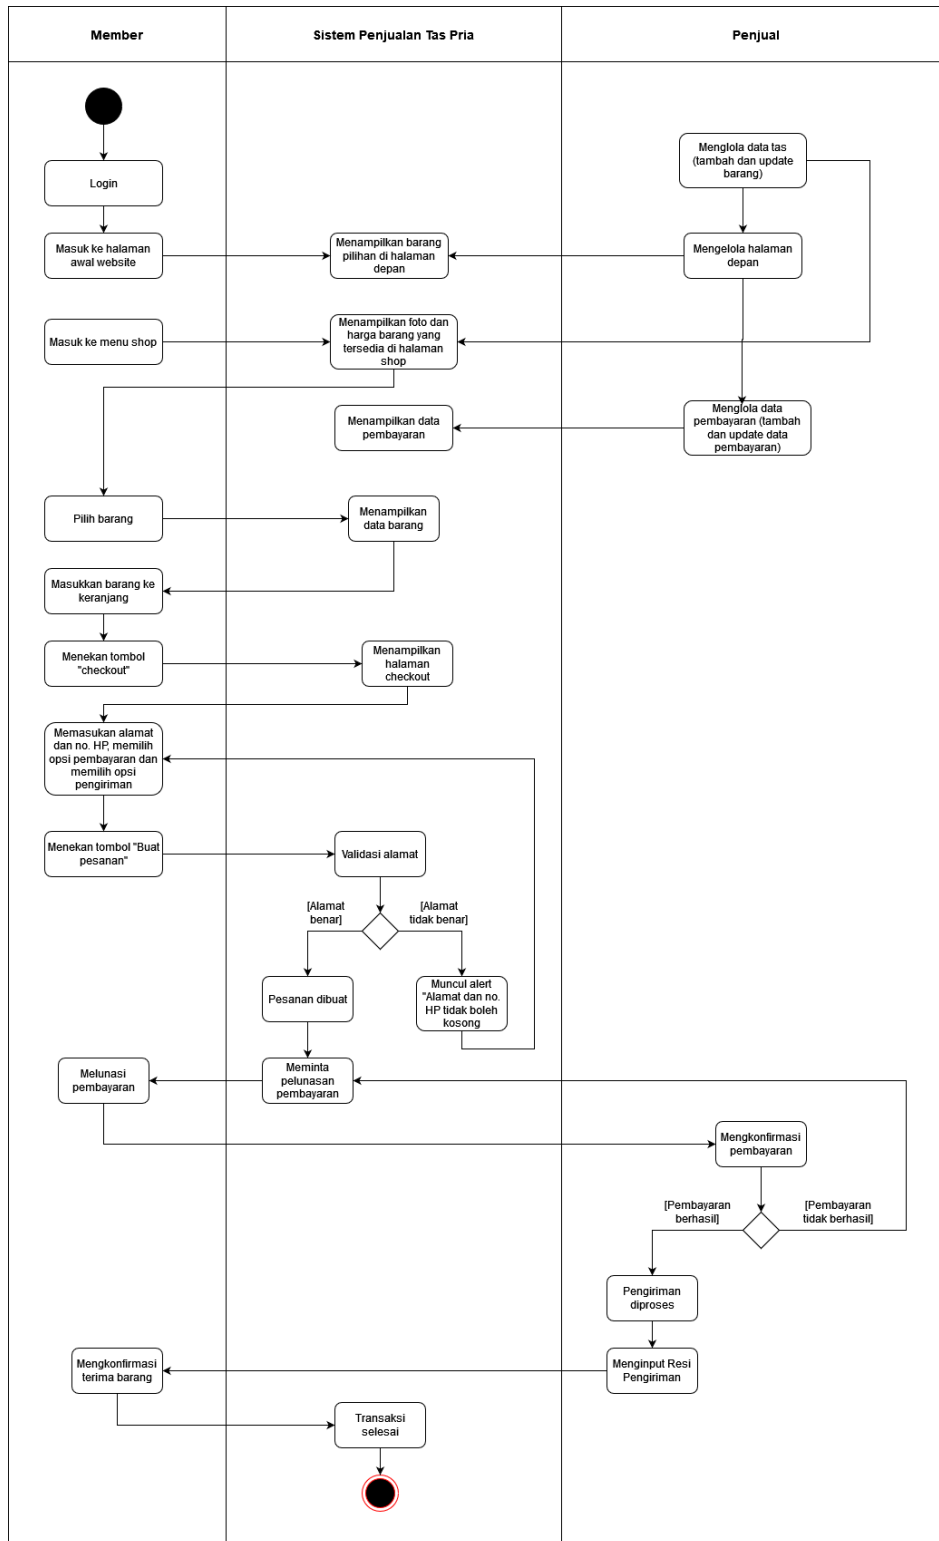 Member
Sistem Penjualan Tas Pria
Penjual
Menglola data tas
(tambah dan update
barang)
Login
Masuk ke halaman
awal website
Menampilkan barang
pilihan di halaman
depan
Mengelola halaman
depan
Masuk ke menu shop
Menampilkan foto dan
harga barang yang
tersedia di halaman
shop
Menampilkan data
pembayaran
Menglola data
pembayaran (tambah
dan update data
pembayaran)
Pilih barang
Menampilkan
data barang
Masukkan barang ke
keranjang
Menekan tombol
"checkout"
Menampilkan
halaman
checkout
Memasukan alamat
dan no. HP, memilih
opsi pembayaran dan
memilih opsi
pengiriman
Menekan tombol "Buat
pesanan"
Validasi alamat
[Alamat
benar]
[Alamat
tidak benar]
Pesanan dibuat
Muncul alert
"Alamat dan no.
HP tidak boleh
kosong
Melunasi
pembayaran
Meminta
pelunasan
pembayaran
Mengkonfirmasi
pembayaran
[Pembayaran
berhasil]
[Pembayaran
tidak berhasil]
Pengiriman
diproses
Mengkonfirmasi
terima barang
Menginput Resi
Pengiriman
Transaksi
selesai